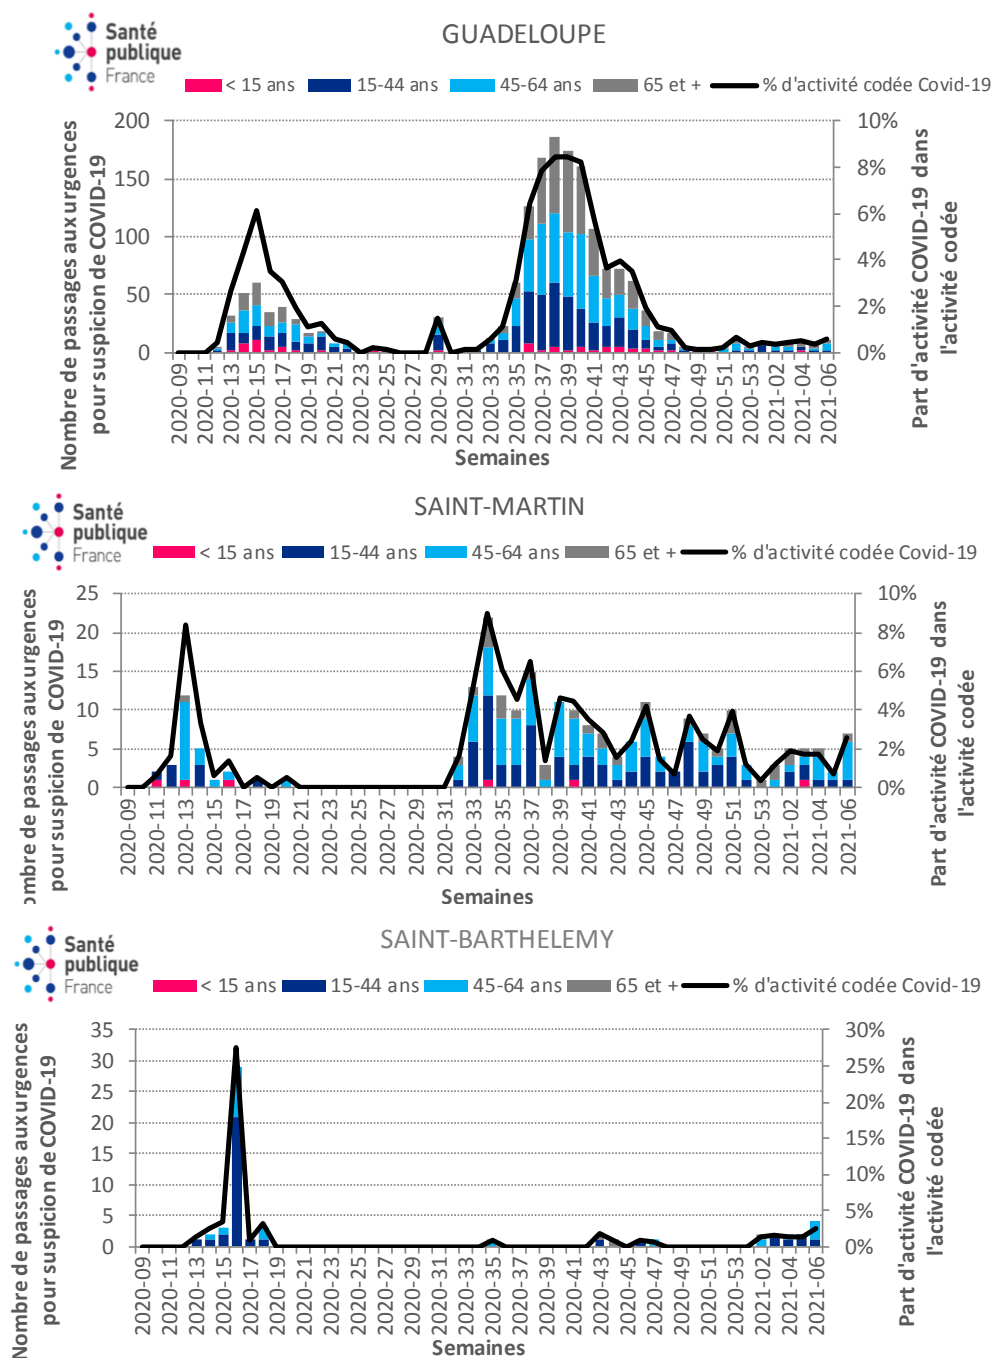 Santé
publique
France
GUADELOUPE
< 15 ans 15-44 ans 45-64 ans 65 et + % d'activité codée Covid-19
Nombre de passages aux urgences
pour suspicion de COVID-19
200
150
100
50
0
10%
8%
6%
4%
2%
0%
Part d'activité COVID-19 dans
l'activité codée
2020-09 2020-11 2020-13 2020-15 2020-17 2020-19 2020-21 2020-23 2020-25 2020-27 2020-29 2020-31 2020-33 2020-35 2020-37 2020-39 2020-41 2020-43 2020-45 2020-47 2020-49 2020-51 2020-53 2021-02 2021-04 2021-06
Semaines
Santé
publique
France
SAINT-MARTIN
< 15 ans 15-44 ans 45-64 ans 65 et + % d'activité codée Covid-19
ombre de passages aux urgences
pour suspicion de COVID-19
25
20
15
10
5
0
10%
8%
6%
4%
2%
0%
Part d'activité COVID-19 dans
l'activité codée
2020-09 2020-11 2020-13 2020-15 2020-17 2020-19 2020-21 2020-23 2020-25 2020-27 2020-29 2020-31 2020-33 2020-35 2020-37 2020-39 2020-41 2020-43 2020-45 2020-47 2020-49 2020-51 2020-53 2021-02 2021-04 2021-06
Semaines
Santé
publique
France
SAINT-BARTHELEMY
< 15 ans 15-44 ans 45-64 ans 65 et + % d'activité codée Covid-19
Nombre de passages aux urgences
pour suspicion de COVID-19
35
30
25
20
15
10
5
0
30%
25%
20%
15%
10%
5%
0%
Part d'activité COVID-19 dans
l'activité codée
2020-09 2020-11 2020-13 2020-15 2020-17 2020-19 2020-21 2020-23 2020-25 2020-27 2020-29 2020-31 2020-33 2020-35 2020-37 2020-39 2020-41 2020-43 2020-45 2020-47 2020-49 2020-51 2020-53 2021-02 2021-04 2021-06
Semaines